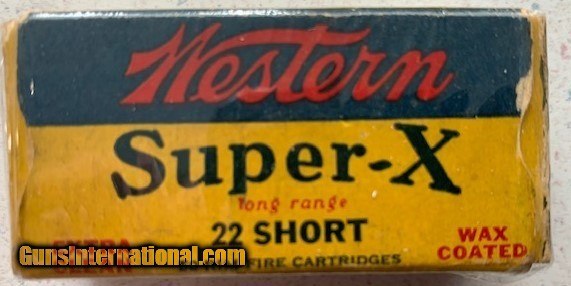 Western
Super-X
long range
22 SHORT
WAX
COATED
GunsInternational.com
FIRE CARTRIDGES